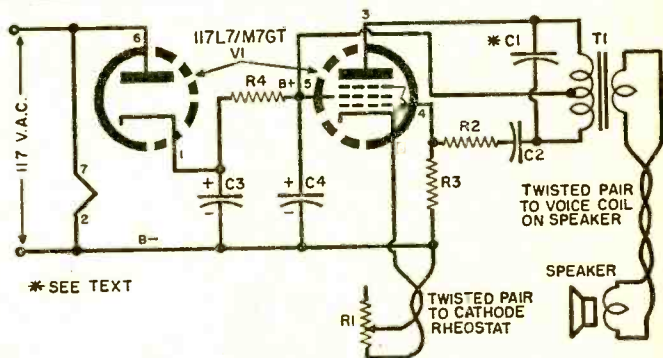 3
117L7/M7GT
V1
6
R4
B+
5
* C1
T1
4
8
117 V.A.C.
1
R2
C2
7
2
+
C3
-
+
C4
-
R3
TWISTED PAIR
TO VOICE COIL
ON SPEAKER
B-
* SEE TEXT
SPEAKER
R1
TWISTED PAIR
TO CATHODE
RHEOSTAT